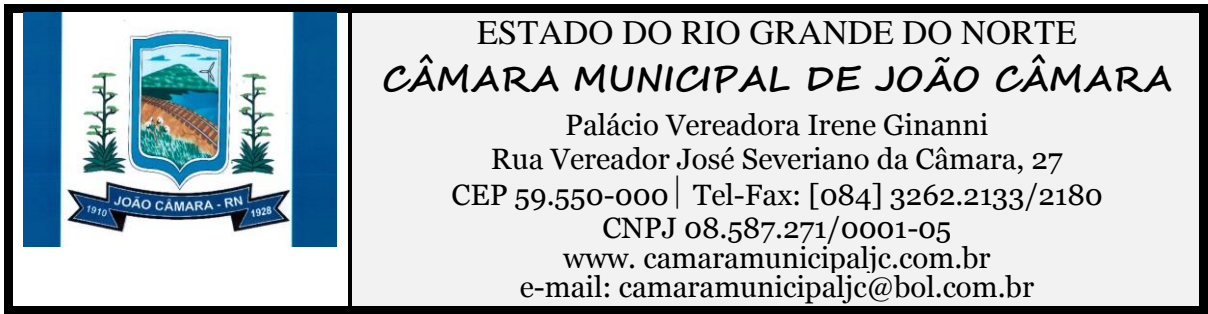 1910 JOÃO CÂMARA - RN 1928
ESTADO DO RIO GRANDE DO NORTE
CÂMARA MUNICIPAL DE JOÃO CÂMARA
Palácio Vereadora Irene Ginanni
Rua Vereador José Severiano da Câmara, 27
CEP 59.550-000| Tel-Fax: [084] 3262.2133/2180
CNPJ 08.587.271/0001-05
www. camaramunicipaljc.com.br
e-mail: camaramunicipaljc@bol.com.br